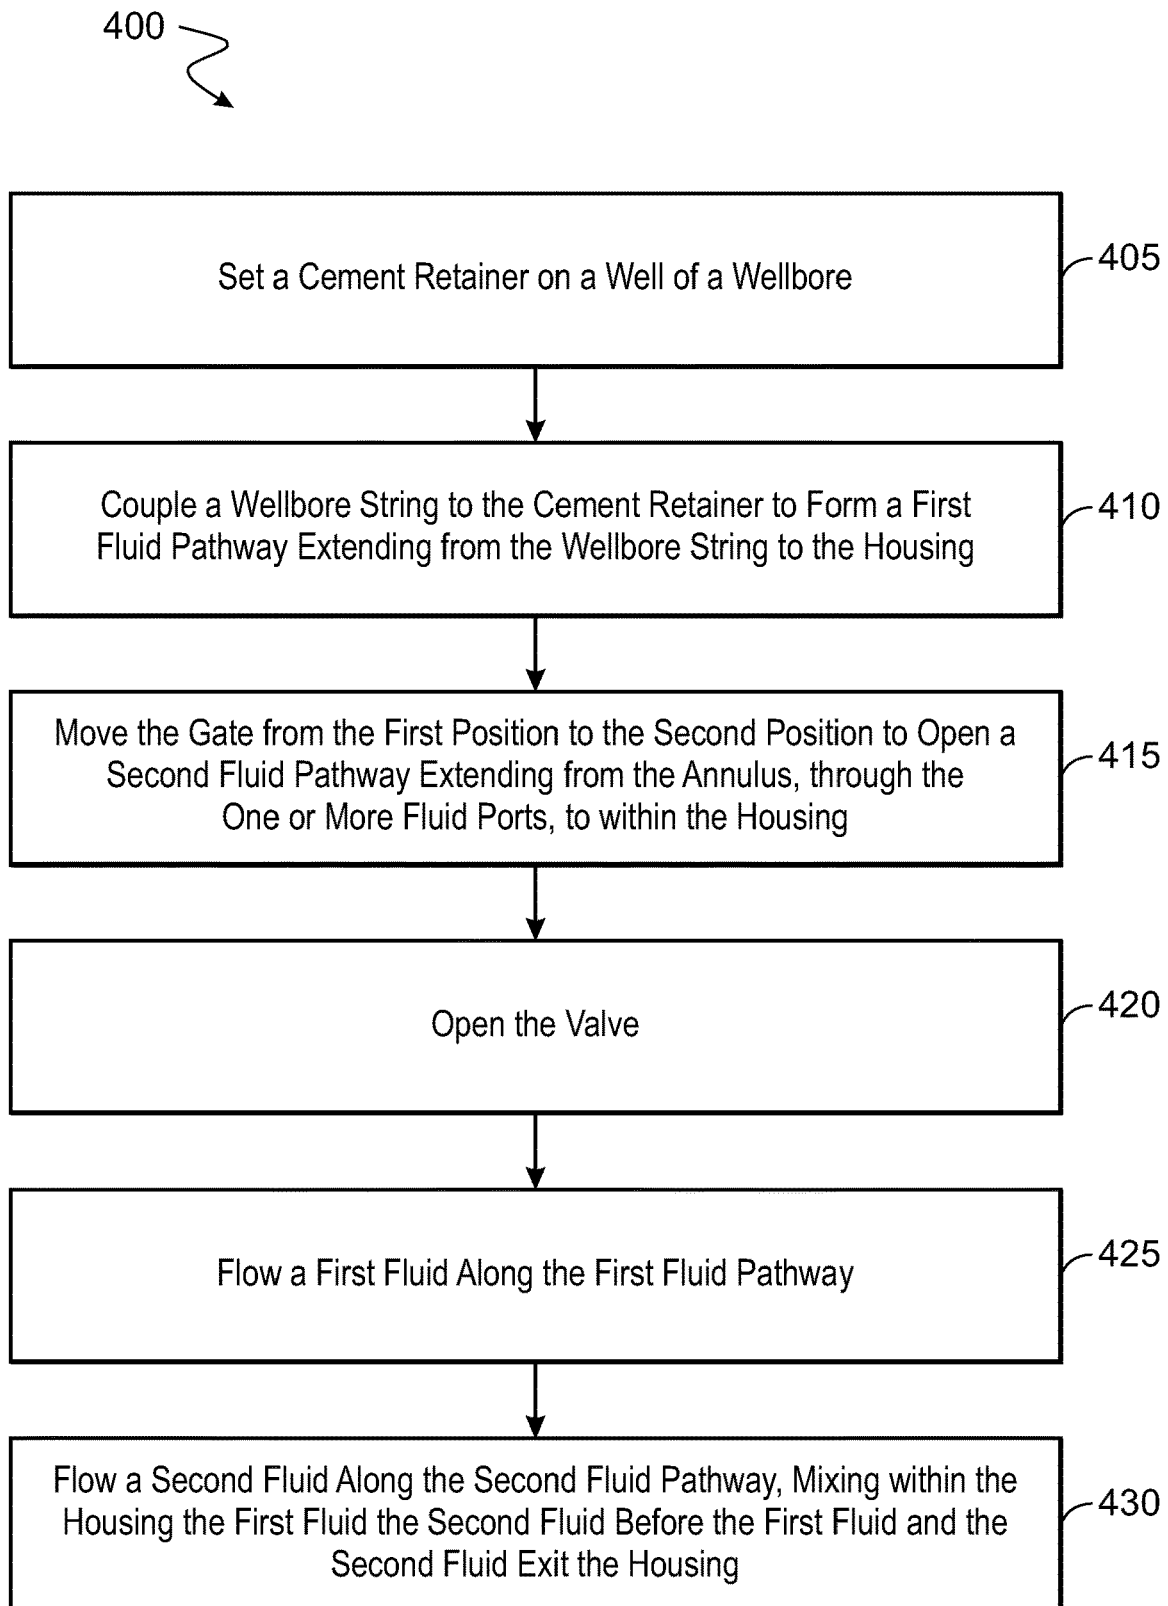 400
Set a Cement Retainer on a Well of a Wellbore
405
Couple a Wellbore String to the Cement Retainer to Form a First
Fluid Pathway Extending from the Wellbore String to the Housing
410
Move the Gate from the First Position to the Second Position to Open a
Second Fluid Pathway Extending from the Annulus, through the
One or More Fluid Ports, to within the Housing
415
Open the Valve
420
Flow a First Fluid Along the First Fluid Pathway
425
Flow a Second Fluid Along the Second Fluid Pathway, Mixing within the
Housing the First Fluid the Second Fluid Before the First Fluid and the
Second Fluid Exit the Housing
430